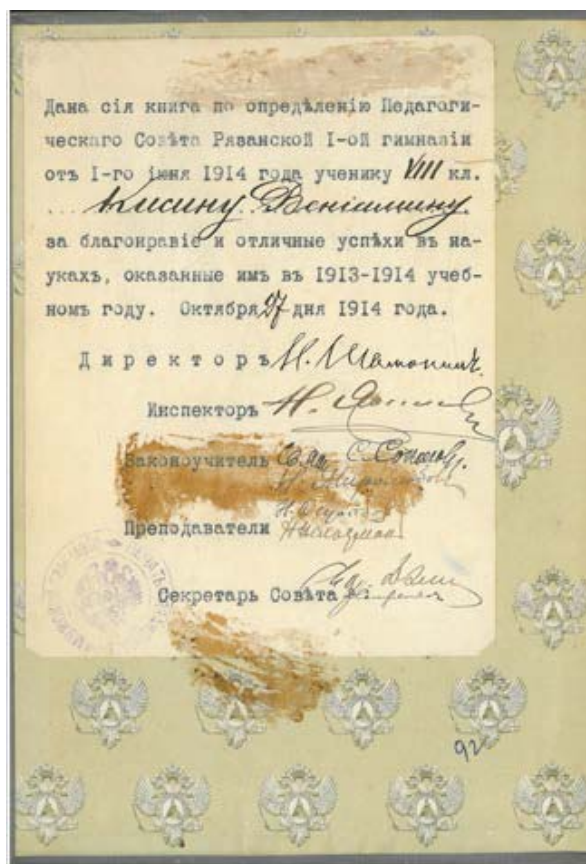 Дана сія книга по опредѣленію Педагоги-
ческаго Совѣта Рязанской I-ой гимназіи
отъ I-го іюня 1914 года ученику VIII кл.
... Кисину Веніамину.
за благонравіе и отличные успѣхи въ на-
укахъ, оказанные имъ въ 1913-1914 учеб-
номъ году. Октября 27 дня 1914 года.
Директоръ Н.
Инспекторъ Н.
Законоучитель С.
Преподаватели
Секретарь Совѣта
92